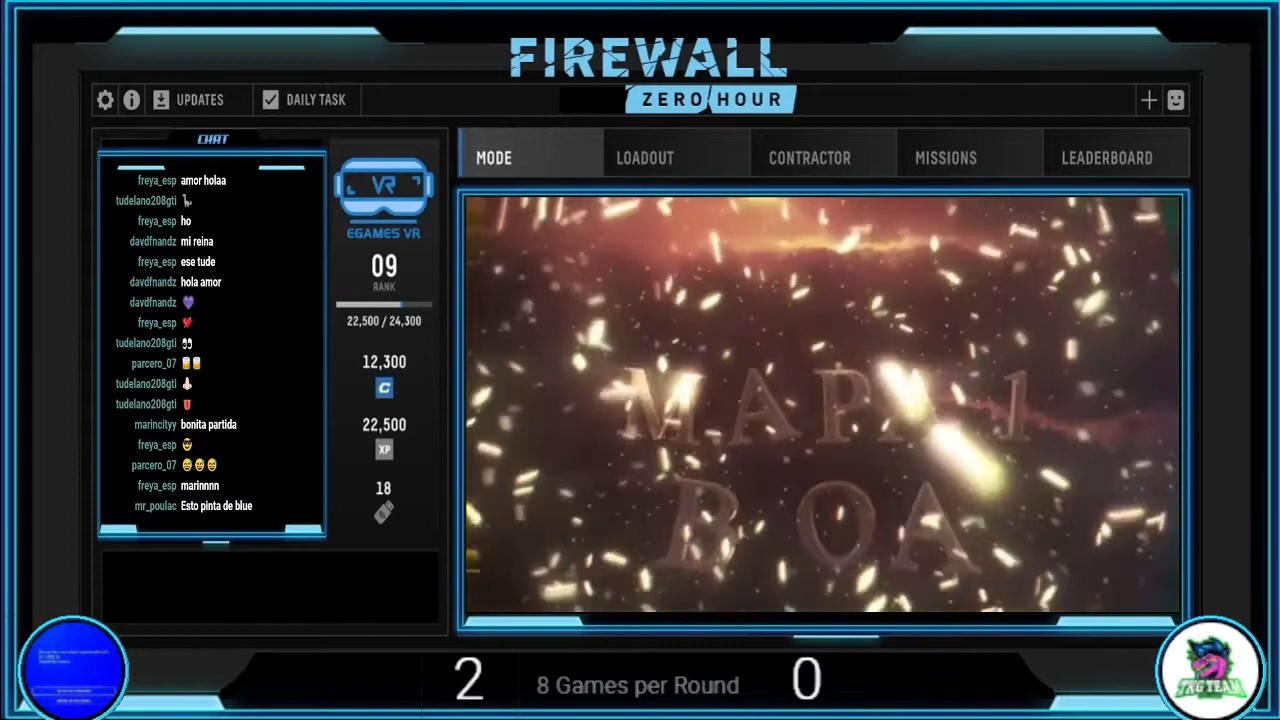 FIREWALL
ZERO HOUR
UPDATES
DAILY TASK
CHAT
freya_esp amor holaa
tudelano208gti 🐩
freya_esp ho
davdfnandz mi reina
freya_esp ese tude
davdfnandz hola amor
davdfnandz 💜
freya_esp ❤️
tudelano208gti 👀
parcero_07 🍺🍺
tudelano208gti 👃🏻
tudelano208gti 👅
marincityy bonita partida
freya_esp 😎
parcero_07 😅😅😅
freya_esp marinnnn
mr_poulac Esto pinta de blue
VR
EGAMES VR
09
RANK
22,500 / 24,300
12,300
C
22,500
XP
18
MODE
LOADOUT
CONTRACTOR
MISSIONS
LEADERBOARD
MAPA 1
BOA
2
8 Games per Round
0
TKG TEAM